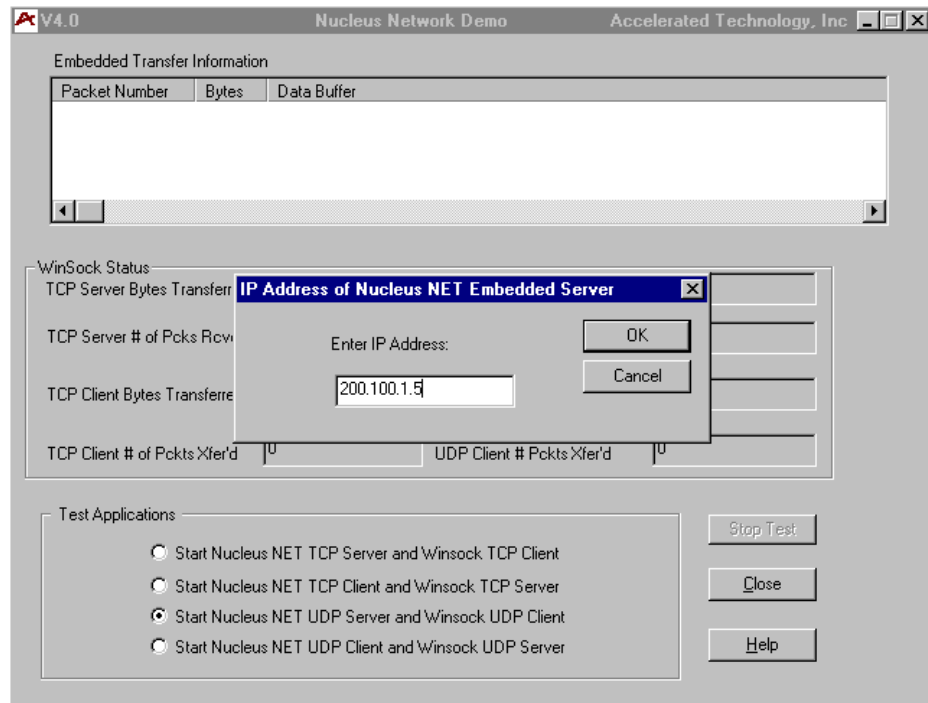 V4.0 Nucleus Network Demo Accelerated Technology, Inc
Embedded Transfer Information
Packet Number Bytes Data Buffer
WinSock Status
TCP Server Bytes Transferr
TCP Server # of Pcks Rcv
TCP Client Bytes Transferre
TCP Client # of Pckts Xfer'd 0 UDP Client # Pckts Xfer'd 0
IP Address of Nucleus NET Embedded Server
Enter IP Address:
200.100.1.5
OK
Cancel
Test Applications
Start Nucleus NET TCP Server and Winsock TCP Client
Start Nucleus NET TCP Client and Winsock TCP Server
Start Nucleus NET UDP Server and Winsock UDP Client
Start Nucleus NET UDP Client and Winsock UDP Server
Stop Test
Close
Help